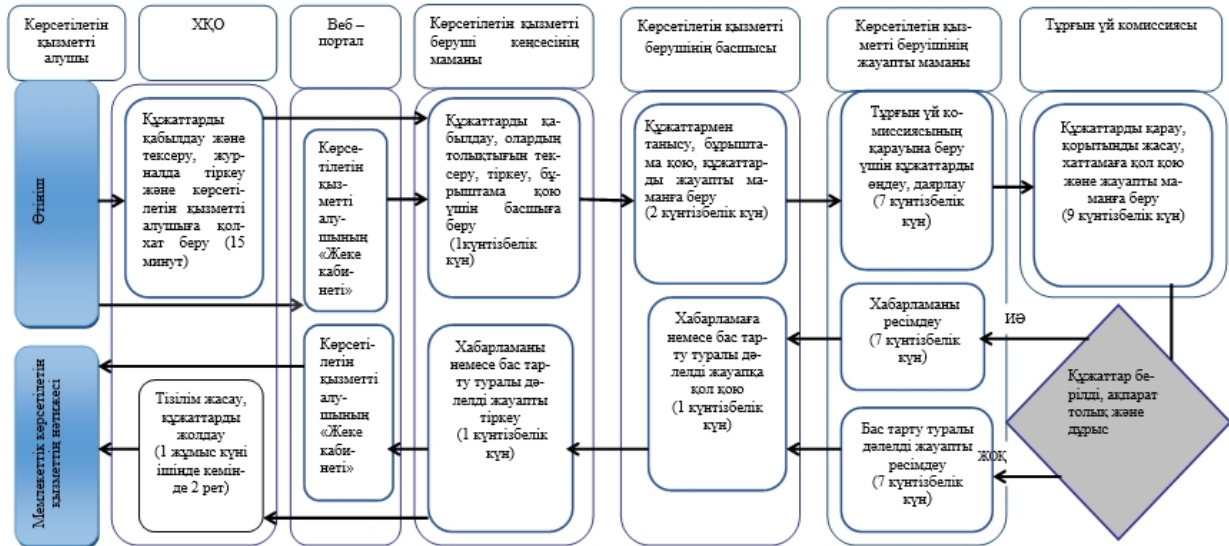 Көрсетілетін
қызметті
алушы
ХҚО
Веб –
портал
Көрсетілетін қызметті
беруші кеңсесінің
маманы
Көрсетілетін қызметті
берушінің басшысы
Көрсетілетін қыз-
метті беруішінің
жауапты маманы
Тұрғын үй комиссиясы
Өтініш
Құжаттарды
қабылдау және
тексеру, жур-
налда тіркеу
және көрсеті-
летін қызметті
алушыға қол-
хат беру (15
минут)
Көрсе-
тілетін
қызметті
алу-
шының
«Жеке
каби-
неті»
Құжаттарды қа-
былдау, олардың
толықтығын тек-
серу, тіркеу, бұ-
рыштама қою
үшін басшыға
беру
(1күнтізбелік
күн)
Құжаттармен
танысу, бұрышта-
ма қою, құжаттар-
ды жауапты ма-
манға беру
(2 күнтізбелік күн)
Тұрғын үй ко-
миссиясының
қарауына беру
үшін құжаттарды
өңдеу, даярлау
(7 күнтізбелік
күн)
Құжаттарды қарау,
қорытынды жасау,
хаттамаға қол қою
және жауапты ма-
манға беру
(9 күнтізбелік күн)
Мемлекеттік көрсетілетін
қызметтің нәтижесі
Тізілім жасау,
құжаттарды
жолдау
(1 жұмыс күні
ішінде кемін-
де 2 рет)
Көрсеті-
летін
қызметті
алу-
шының
«Жеке
каби-
неті»
Хабарламаны
немесе бас тар-
ту туралы дә-
лелді жауапты
тіркеу
(1 күнтізбелік
күн)
Хабарламаға
немесе бас тар-
ту туралы дә-
лелді жауапқа
қол қою
(1 күнтізбелік
күн)
Хабарламаны
ресімдеу
(7 күнтізбелік
күн)
ИӘ
Бас тарту туралы
дәлелді жауапты
ресімдеу
(7 күнтізбелік
күн)
ЖОҚ
Құжаттар бе-
рілді, ақпарат
толық және
дұрыс